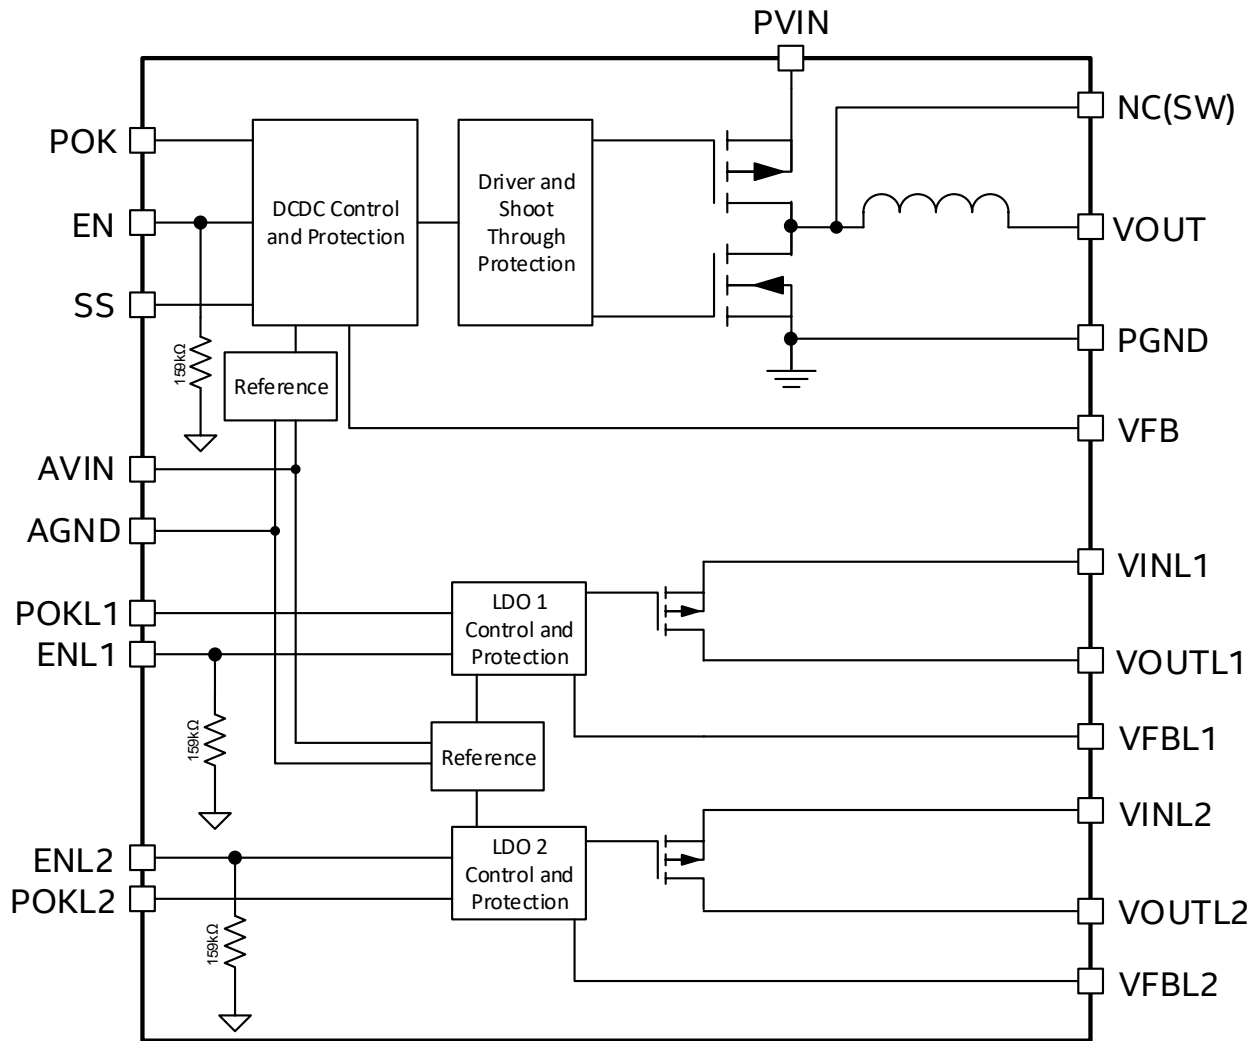 PVIN
NC(SW)
POK
DCDC Control
and Protection
Driver and
Shoot
Through
Protection
EN
VOUT
SS
159kΩ
Reference
PGND
VFB
AVIN
AGND
VINL1
POKL1
LDO 1
Control and
Protection
ENL1
VOUTL1
159kΩ
Reference
VFBL1
VINL2
ENL2
LDO 2
Control and
Protection
POKL2
VOUTL2
159kΩ
VFBL2